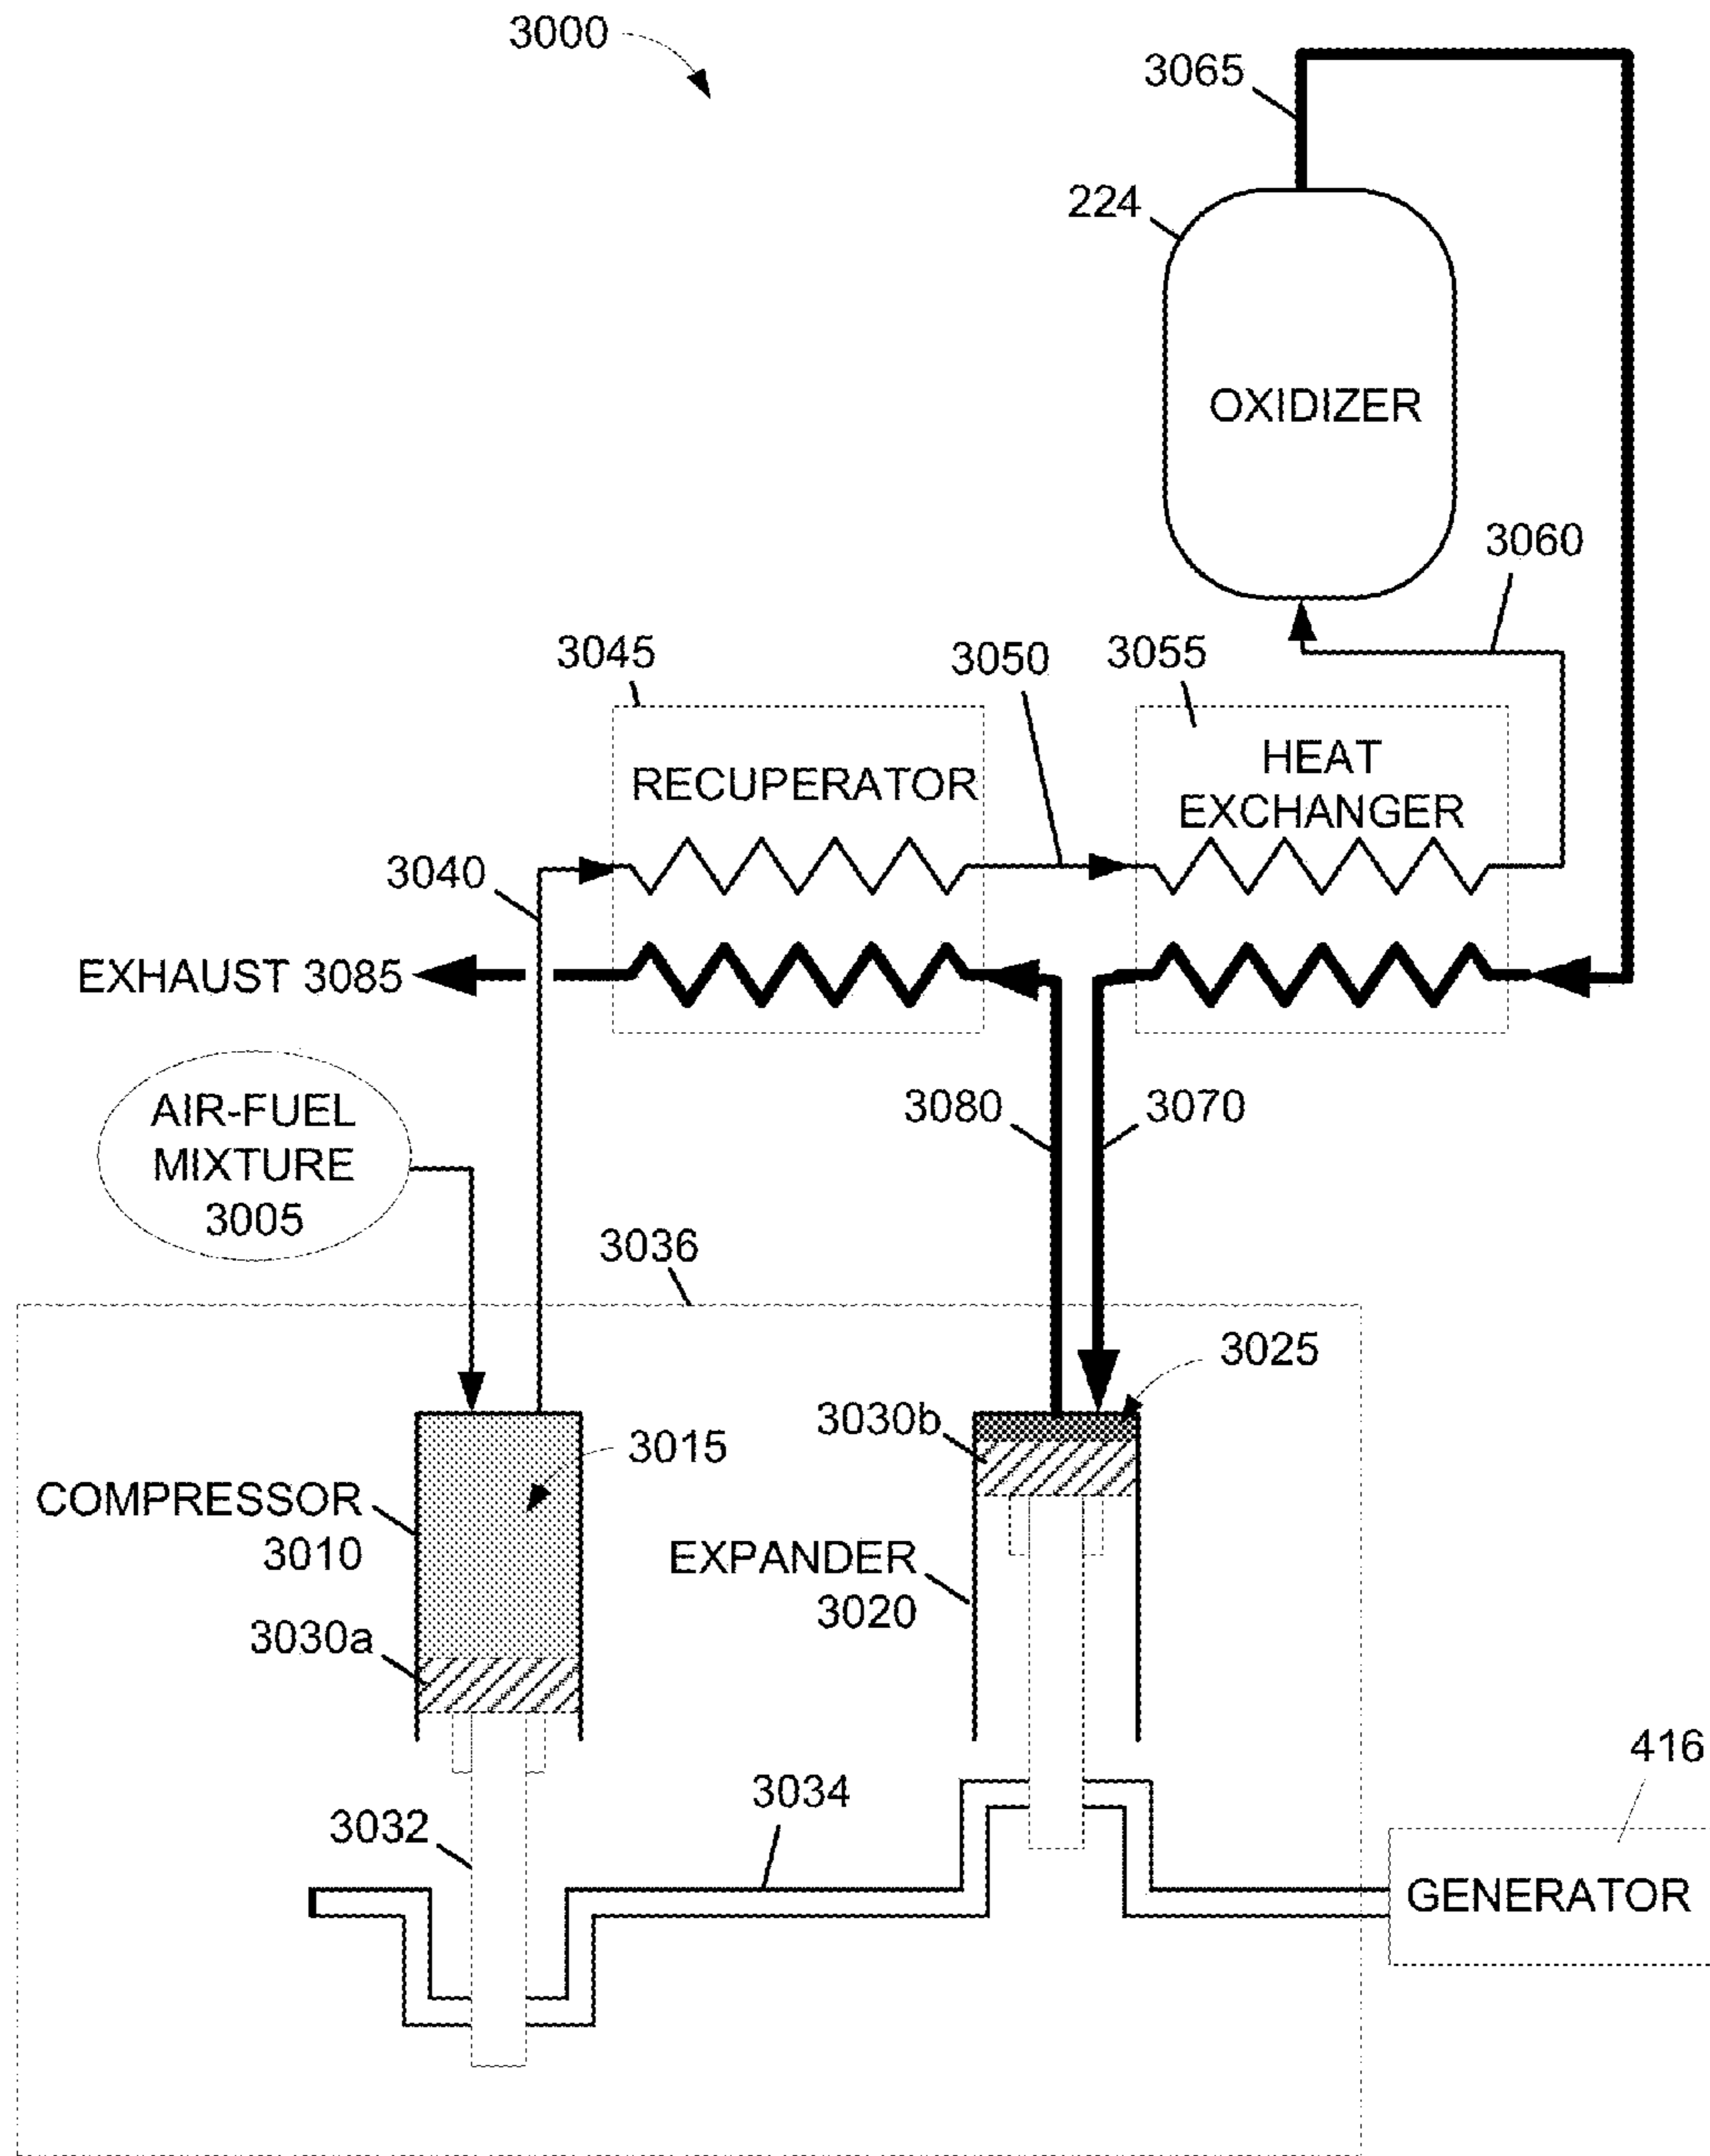 3000
3065
224
OXIDIZER
3060
3045
3050
3055
RECUPERATOR
HEAT
EXCHANGER
3040
EXHAUST 3085
AIR-FUEL
MIXTURE
3005
3080
3070
3036
3025
3030b
3015
COMPRESSOR
3010
EXPANDER
3020
3030a
416
3034
3032
GENERATOR